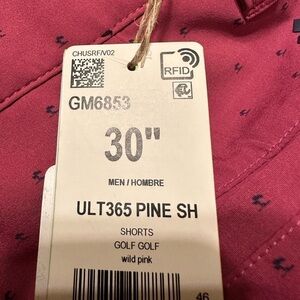 CHUSRF/V02
RFID
GM6853
30"
MEN / HOMBRE
ULT365 PINE SH
SHORTS
GOLF GOLF
wild pink
46